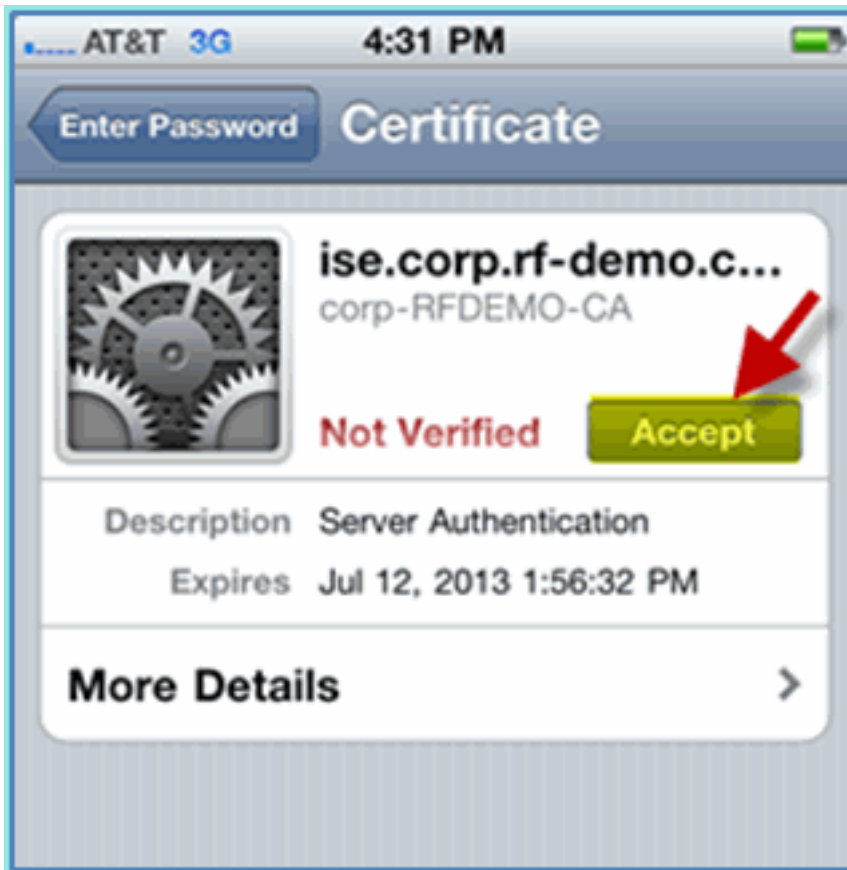 AT&T 3G 4:31 PM
Enter Password Certificate
ise.corp.rf-demo.c...
corp-RFDEMO-CA
Not Verified Accept
Description Server Authentication
Expires Jul 12, 2013 1:56:32 PM
More Details